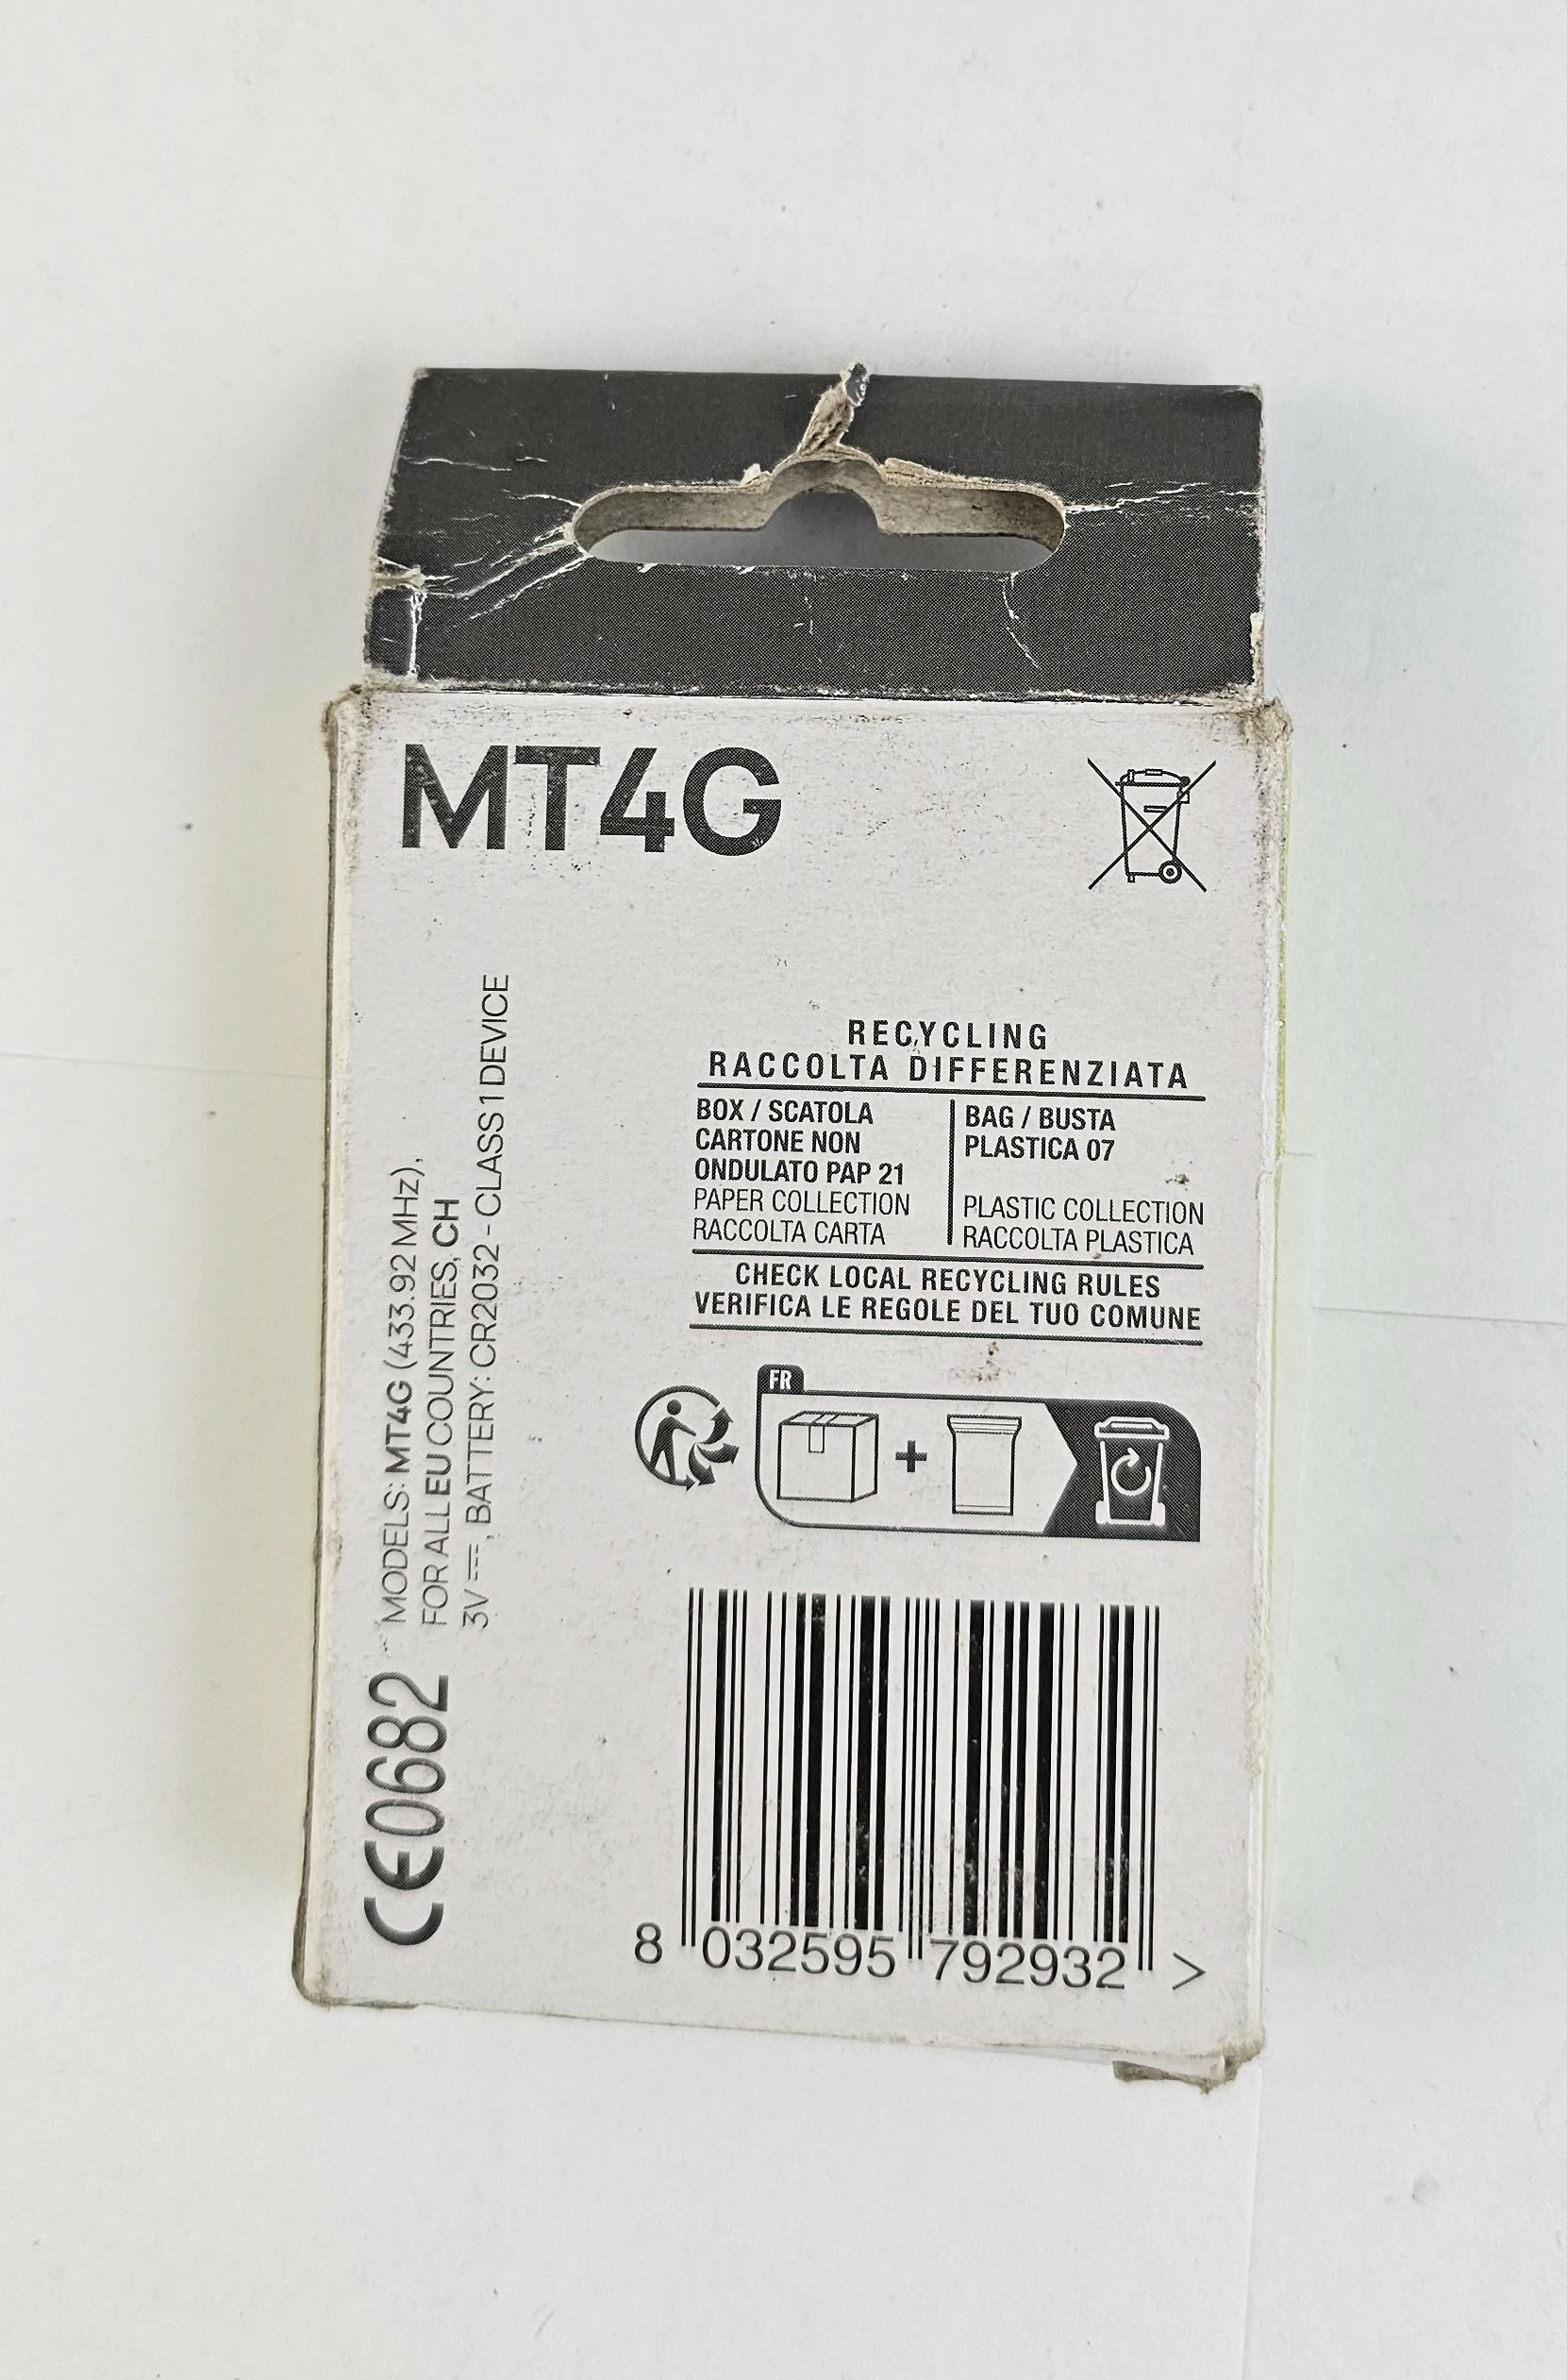 MT4G
MODELS: MT4G (433.92 MHz),
FOR ALL EU COUNTRIES, CH
3V ⎓, BATTERY: CR2032 - CLASS 1 DEVICE
CE0682
RECYCLING
RACCOLTA DIFFERENZIATA
BOX / SCATOLA
CARTONE NON
ONDULATO PAP 21
PAPER COLLECTION
RACCOLTA CARTA
BAG / BUSTA
PLASTICA 07
PLASTIC COLLECTION
RACCOLTA PLASTICA
CHECK LOCAL RECYCLING RULES
VERIFICA LE REGOLE DEL TUO COMUNE
FR
+
8 032595 792932 >